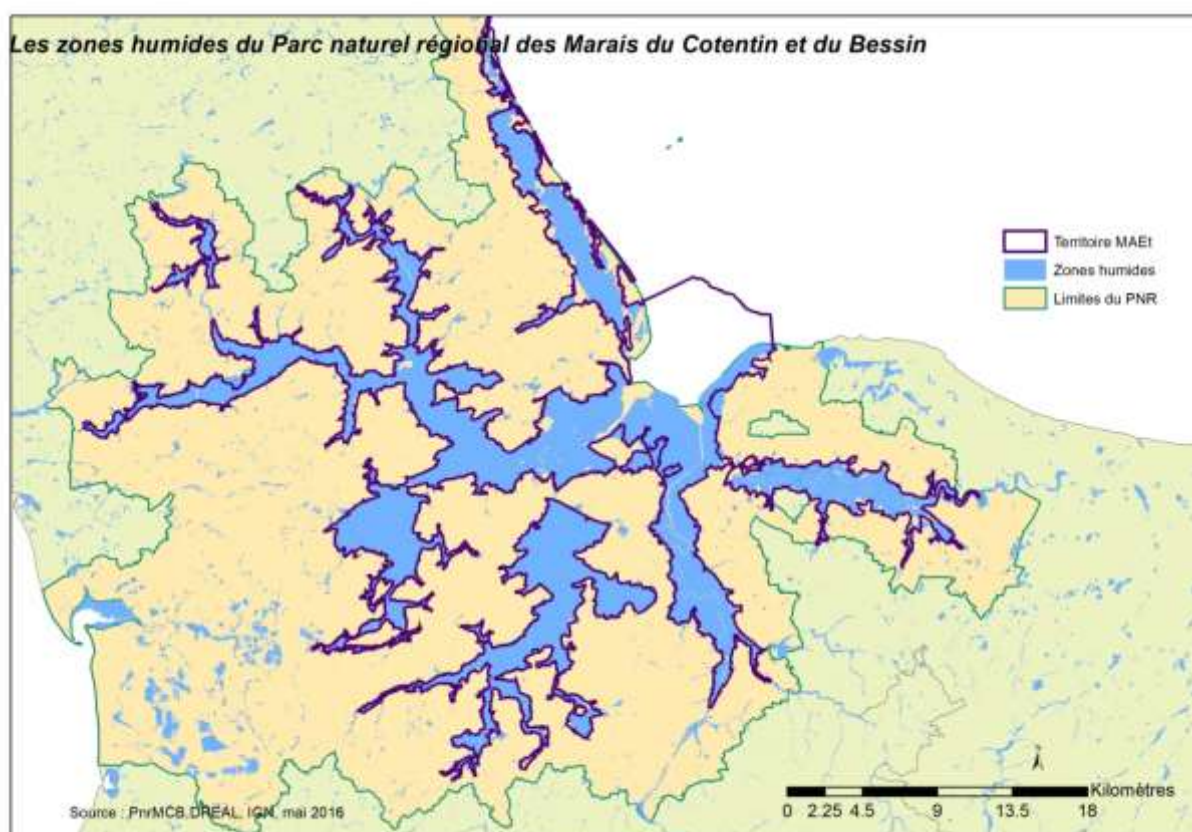 Les zones humides du Parc naturel régional des Marais du Cotentin et du Bessin
Territoire MAEt
Zones humides
Limites du PNR
Kilomètres
0 2.25 4.5 9 13.5 18
Source : PnrMCB,DREAL, IGN, mai 2016